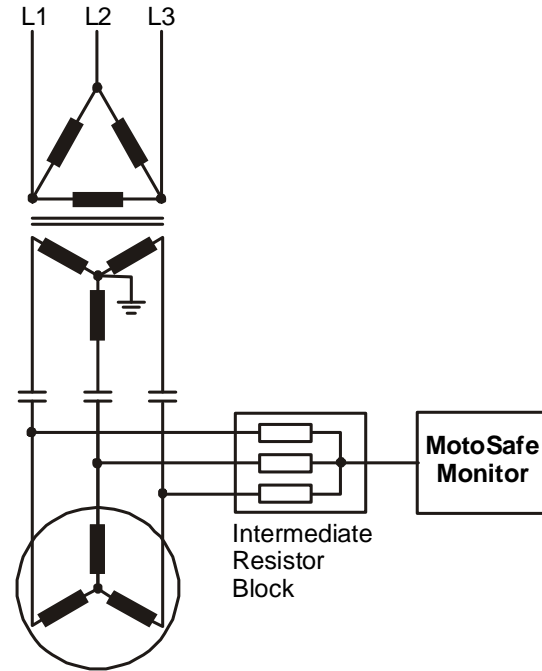 L1 L2 L3
MotoSafe
Monitor
Intermediate
Resistor
Block